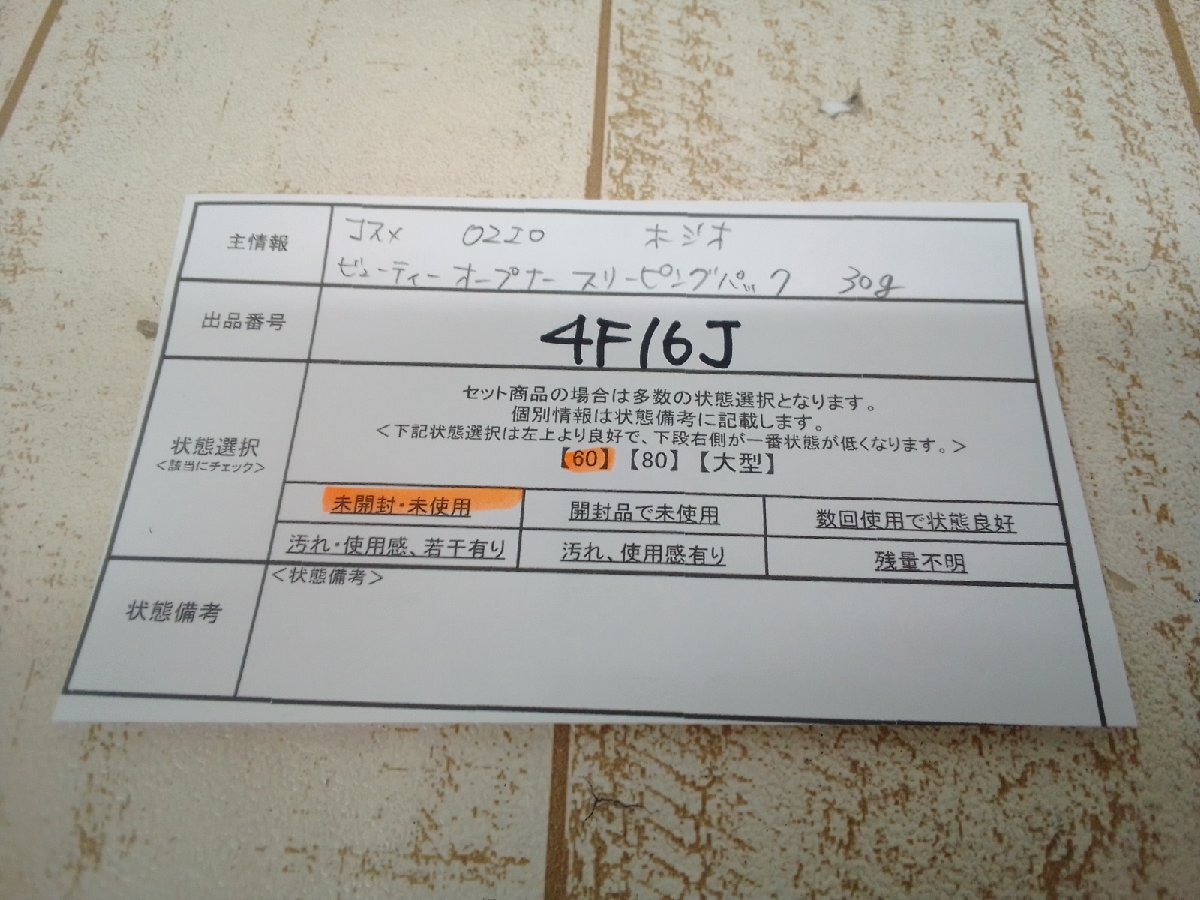 主情報
コスメ OZIO ホジオ
ビューティーオープナー スリーピングパック 30g
出品番号
4F16J
状態選択
<該当にチェック>
セット商品の場合は多数の状態選択となります。
個別情報は状態備考に記載します。
<下記状態選択は左上より良好で、下段右側が一番状態が低くなります。>
【60】【80】【大型】
未開封・未使用 開封品で未使用 数回使用で状態良好
汚れ・使用感、若干有り 汚れ、使用感有り 残量不明
状態備考
<状態備考>